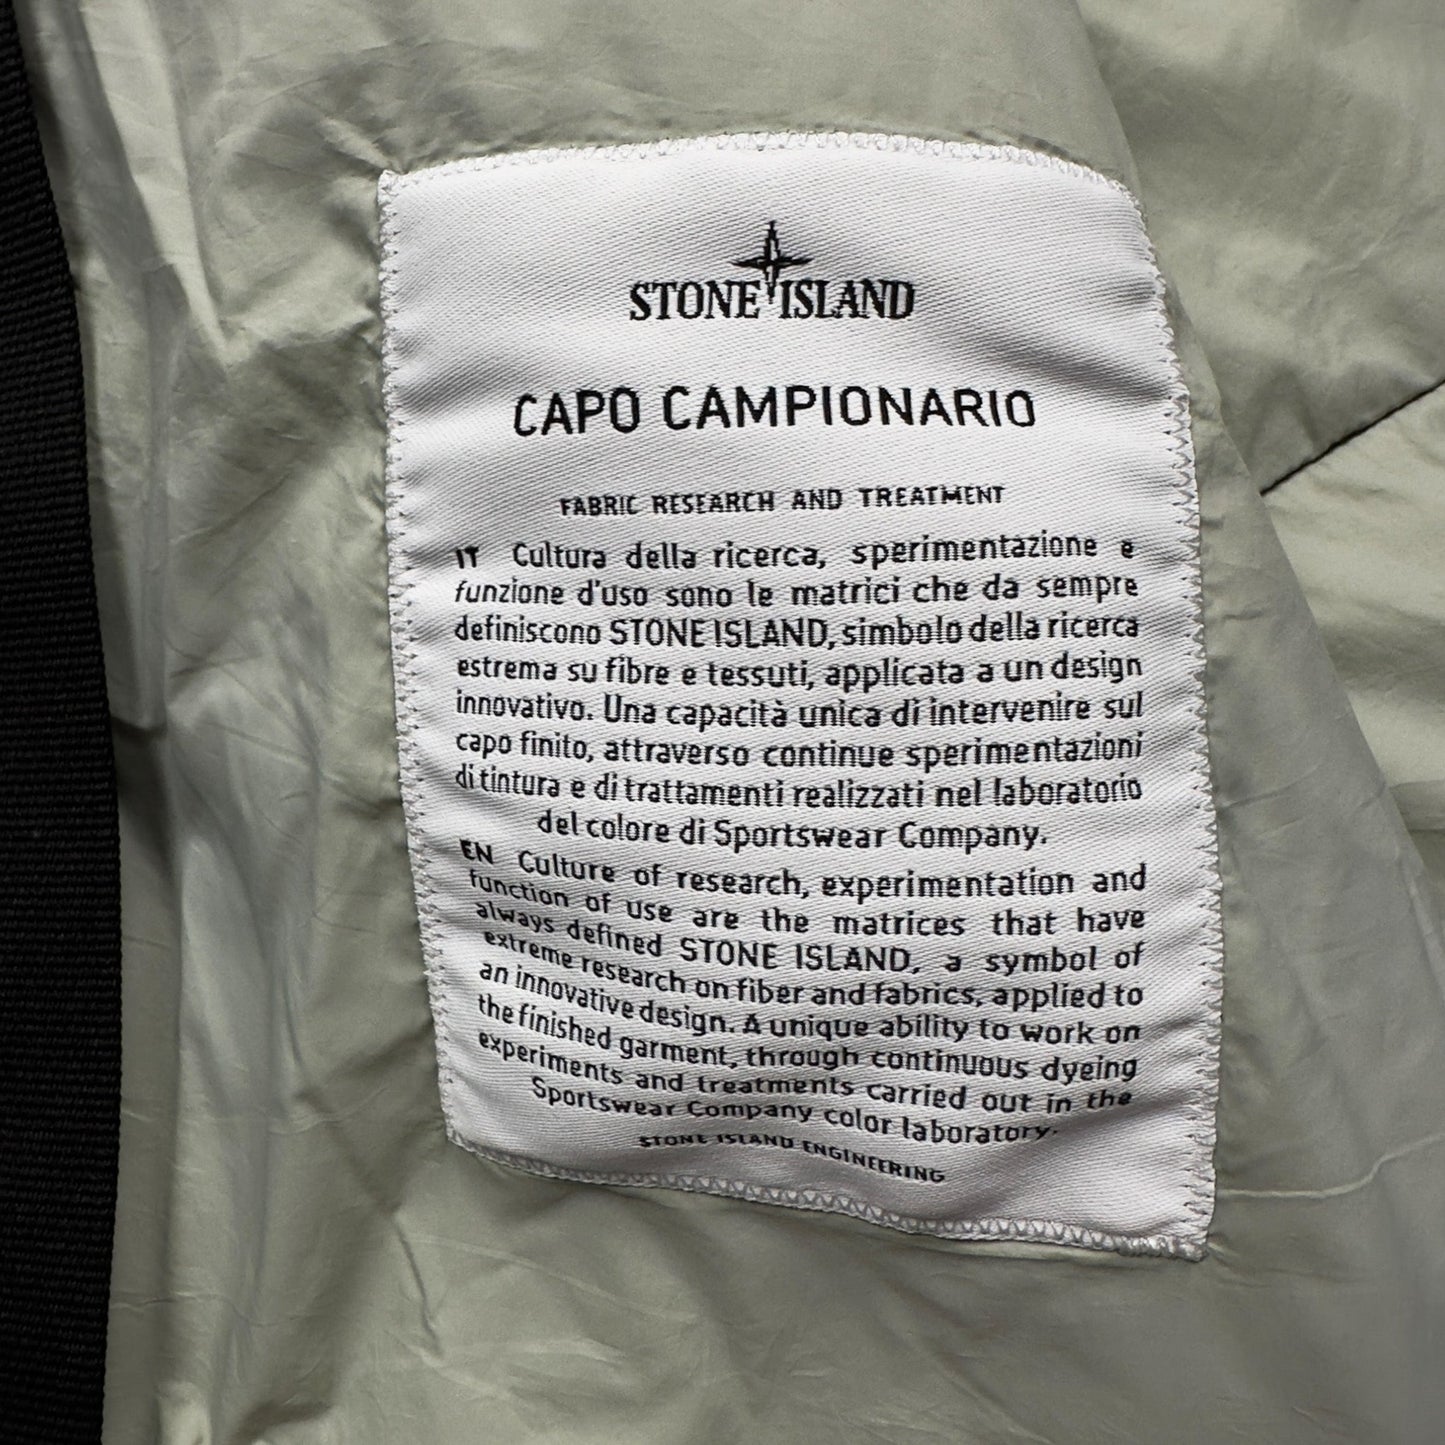 STONE ISLAND
CAPO CAMPIONARIO
FABRIC RESEARCH AND TREATMENT
IT Cultura della ricerca, sperimentazione e
funzione d'uso sono le matrici che da sempre
definiscono STONE ISLAND, simbolo della ricerca
estrema su fibre e tessuti, applicata a un design
innovativo. Una capacità unica di intervenire sul
capo finito, attraverso continue sperimentazioni
di tintura e di trattamenti realizzati nel laboratorio
del colore di Sportswear Company.
EN Culture of research, experimentation and
function of use are the matrices that have
always defined STONE ISLAND, a symbol of
extreme research on fiber and fabrics, applied to
an innovative design. A unique ability to work on
the finished garment, through continuous dyeing
experiments and treatments carried out in the
Sportswear Company color laboratory.
STONE ISLAND ENGINEERING